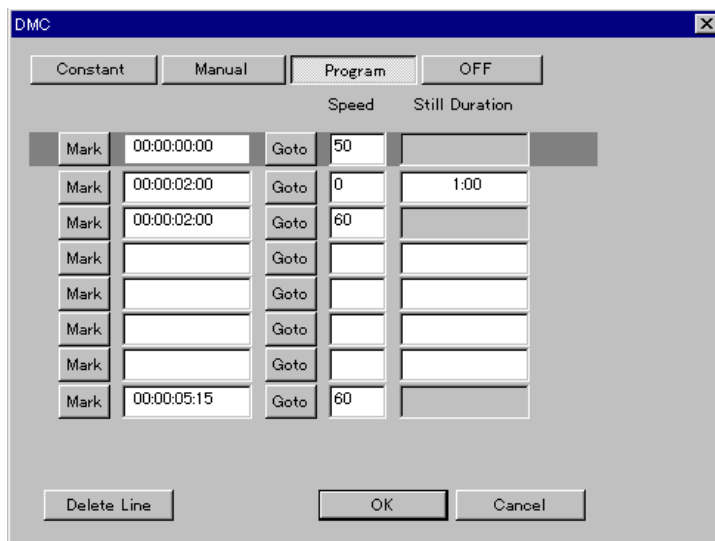 DMC
Constant Manual Program OFF
Speed Still Duration
Mark 00:00:00:00 Goto 50
Mark 00:00:02:00 Goto 0 1:00
Mark 00:00:02:00 Goto 60
Mark Goto
Mark Goto
Mark Goto
Mark Goto
Mark 00:00:05:15 Goto 60
Delete Line OK Cancel